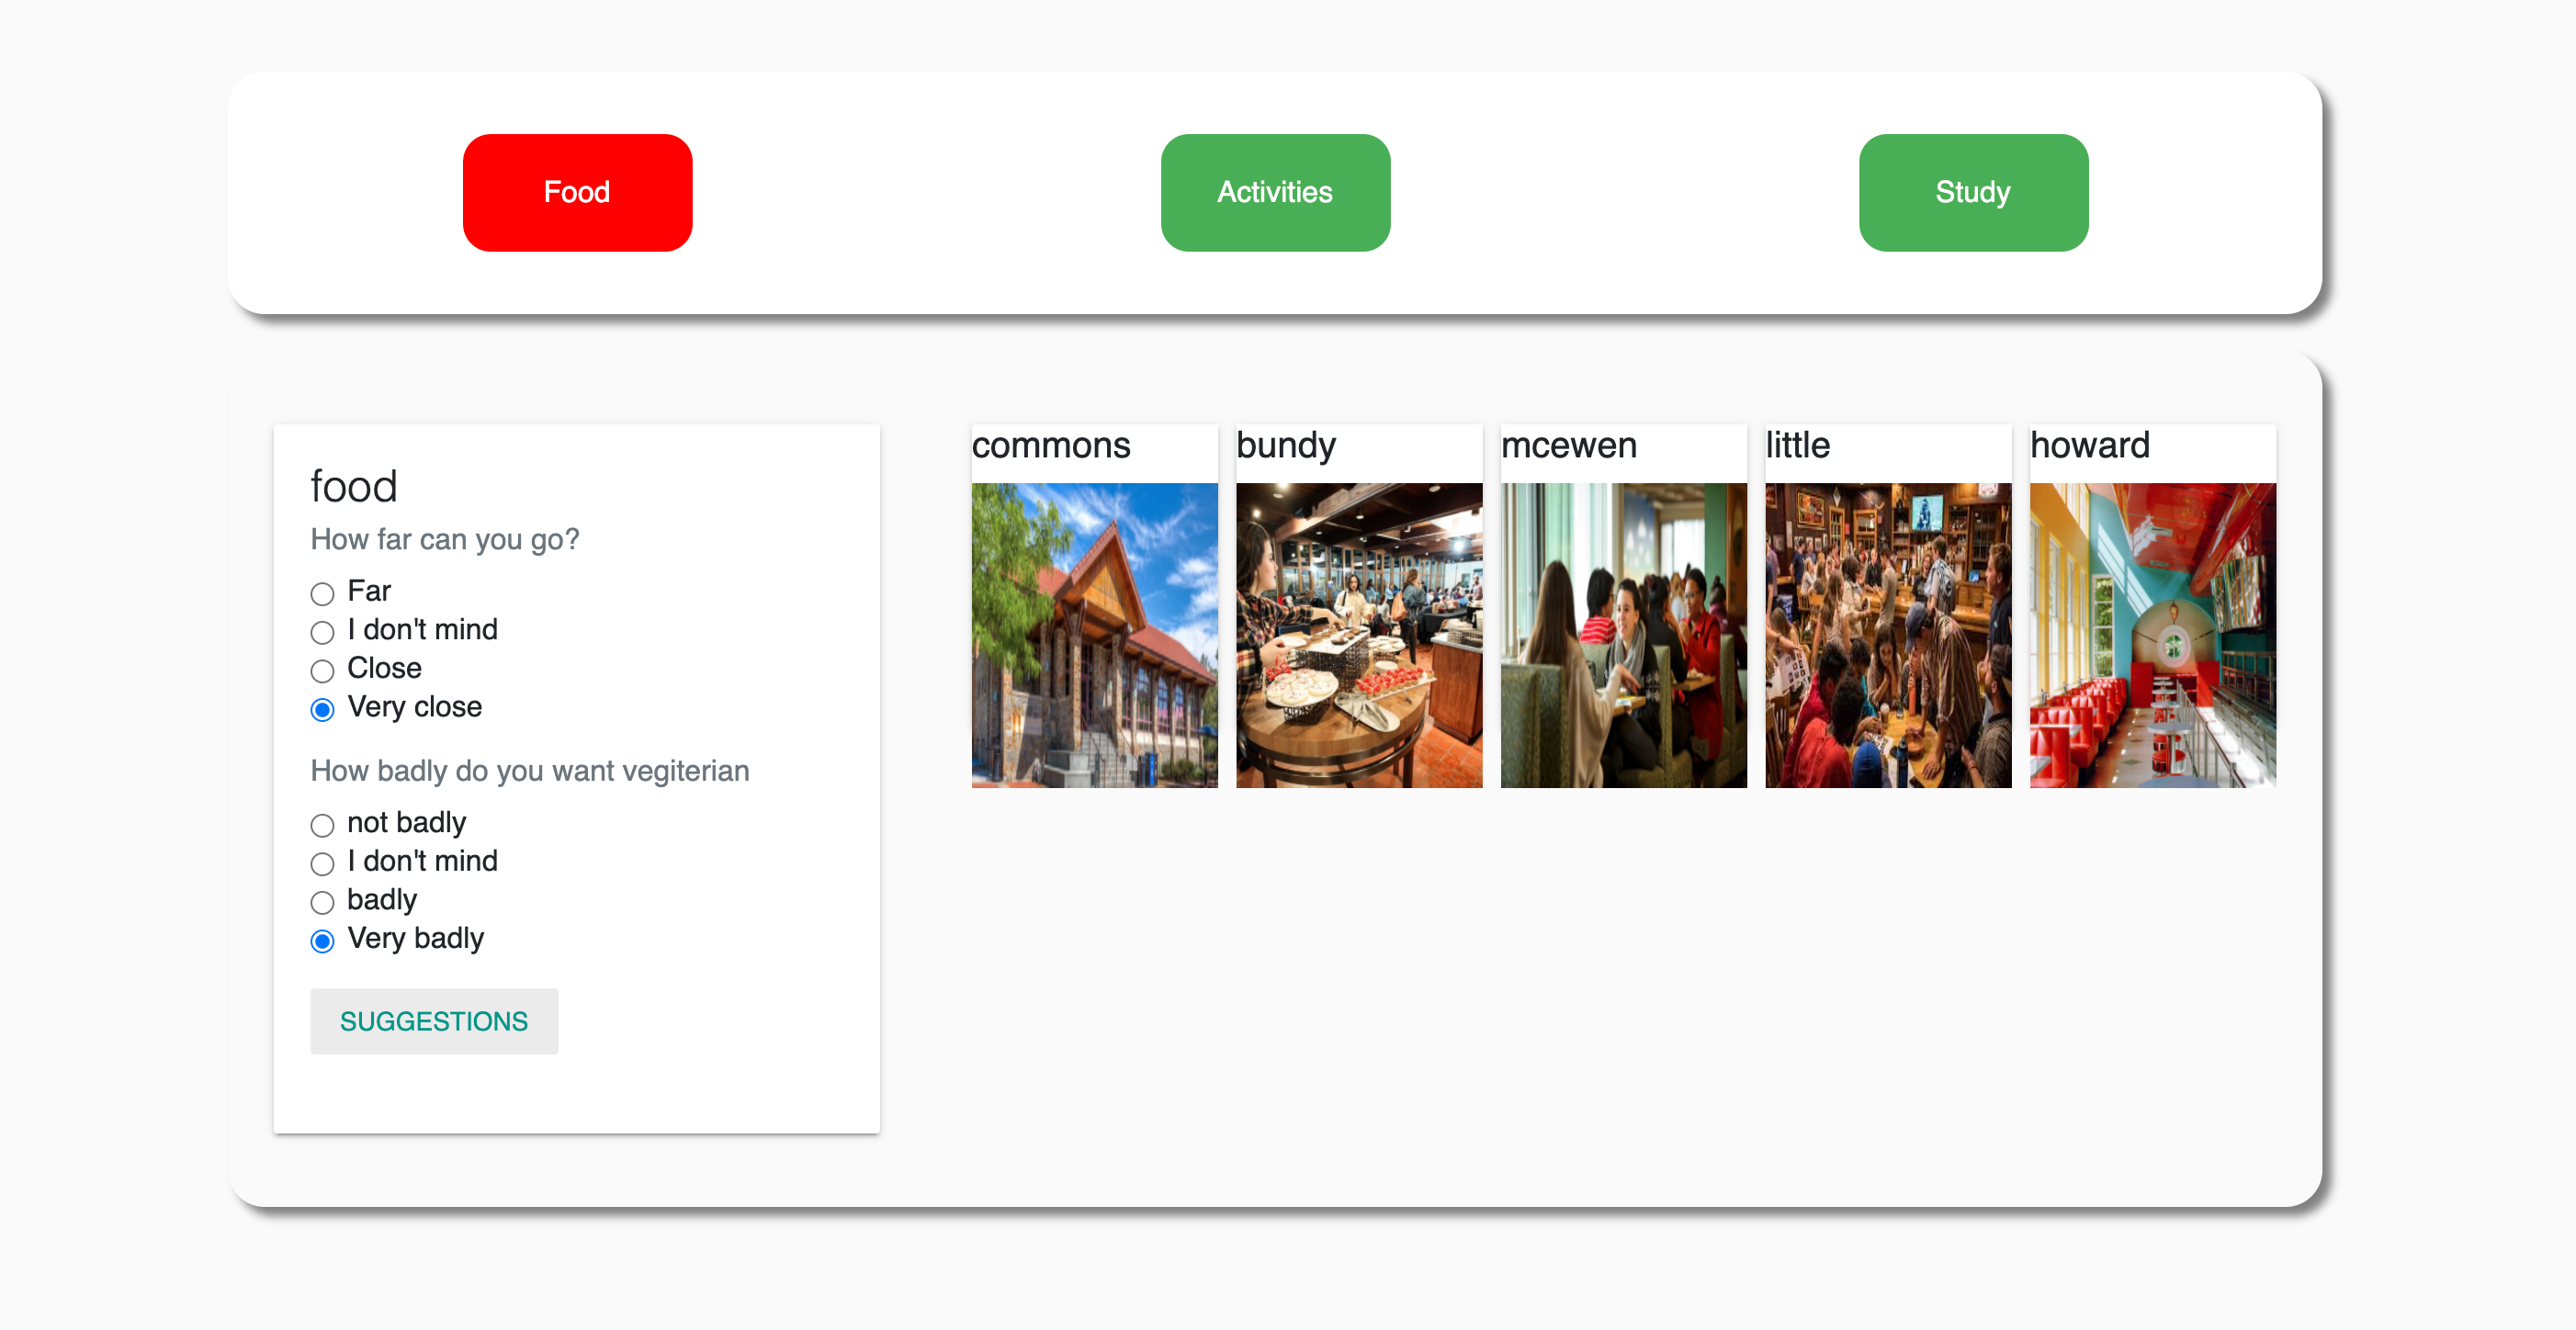 Food
Activities
Study
food
How far can you go?
Far
I don't mind
Close
Very close
How badly do you want vegiterian
not badly
I don't mind
badly
Very badly
SUGGESTIONS
commons
bundy
mcewen
little
howard